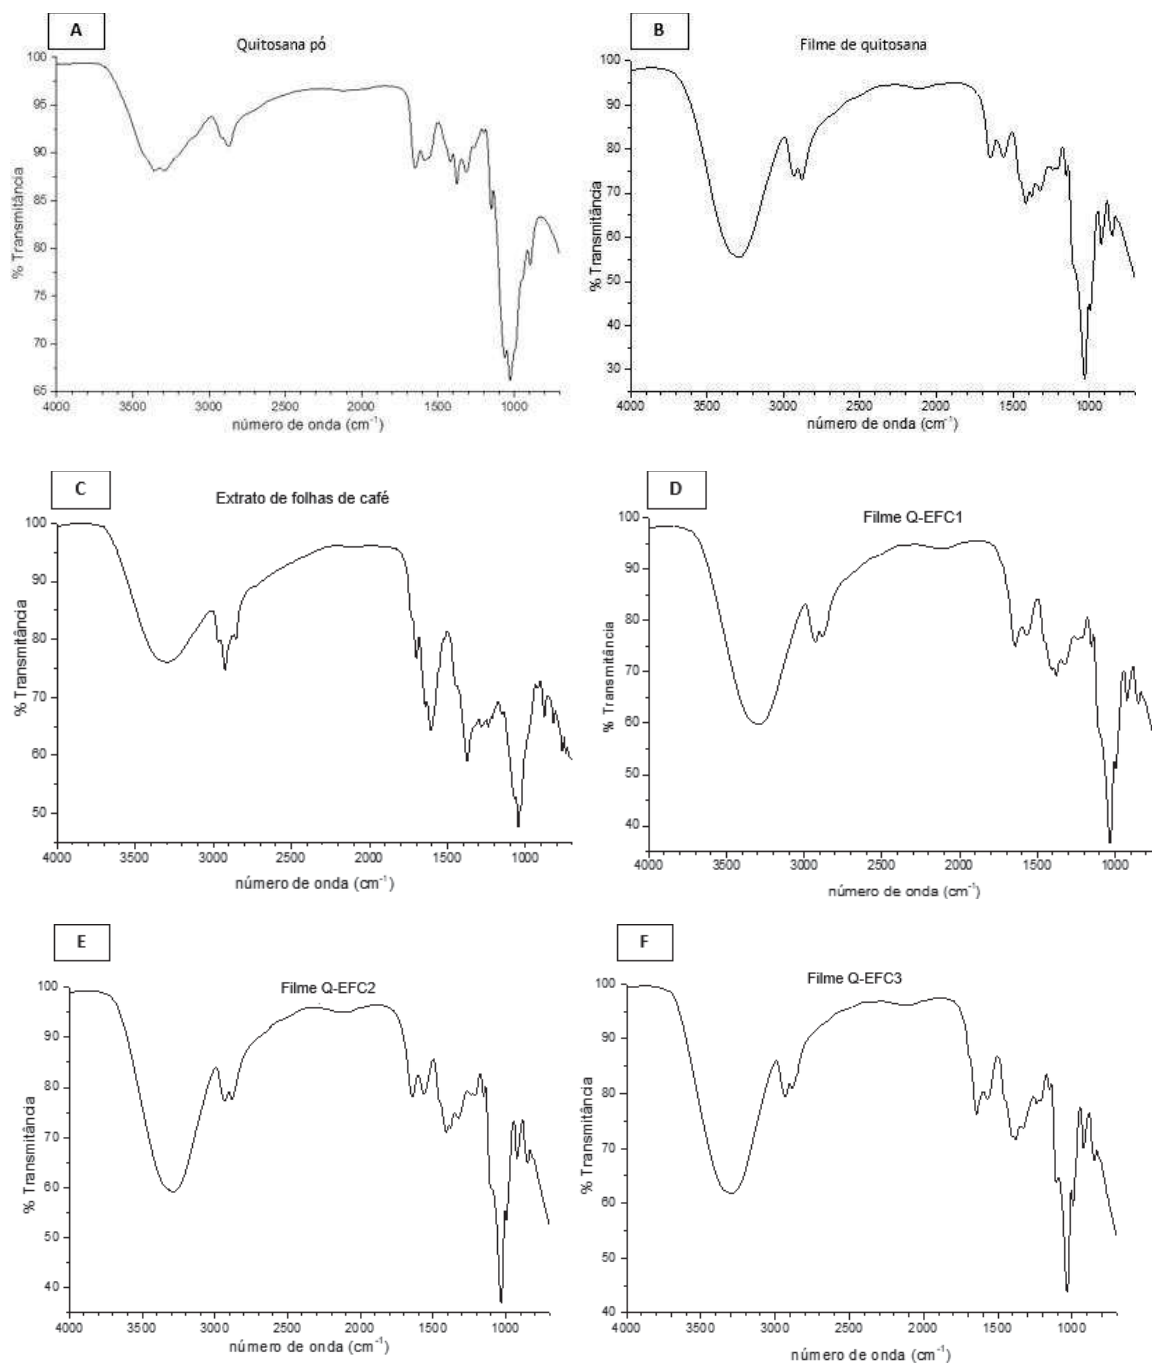 A
Quitosana pó
100
95
90
85
80
75
70
65
% Transmitância
4000 3500 3000 2500 2000 1500 1000
número de onda (cm⁻¹)
B
Filme de quitosana
100
90
80
70
60
50
40
30
% Transmitância
4000 3500 3000 2500 2000 1500 1000
número de onda (cm⁻¹)
C
Extrato de folhas de café
100
90
80
70
60
50
% Transmitância
4000 3500 3000 2500 2000 1500 1000
número de onda (cm⁻¹)
D
Filme Q-EFC1
100
90
80
70
60
50
40
% Transmitância
4000 3500 3000 2500 2000 1500 1000
número de onda (cm⁻¹)
E
Filme Q-EFC2
100
90
80
70
60
50
40
% Transmitância
4000 3500 3000 2500 2000 1500 1000
número de onda (cm⁻¹)
F
Filme Q-EFC3
100
90
80
70
60
50
40
% Transmitância
4000 3500 3000 2500 2000 1500 1000
número de onda (cm⁻¹)